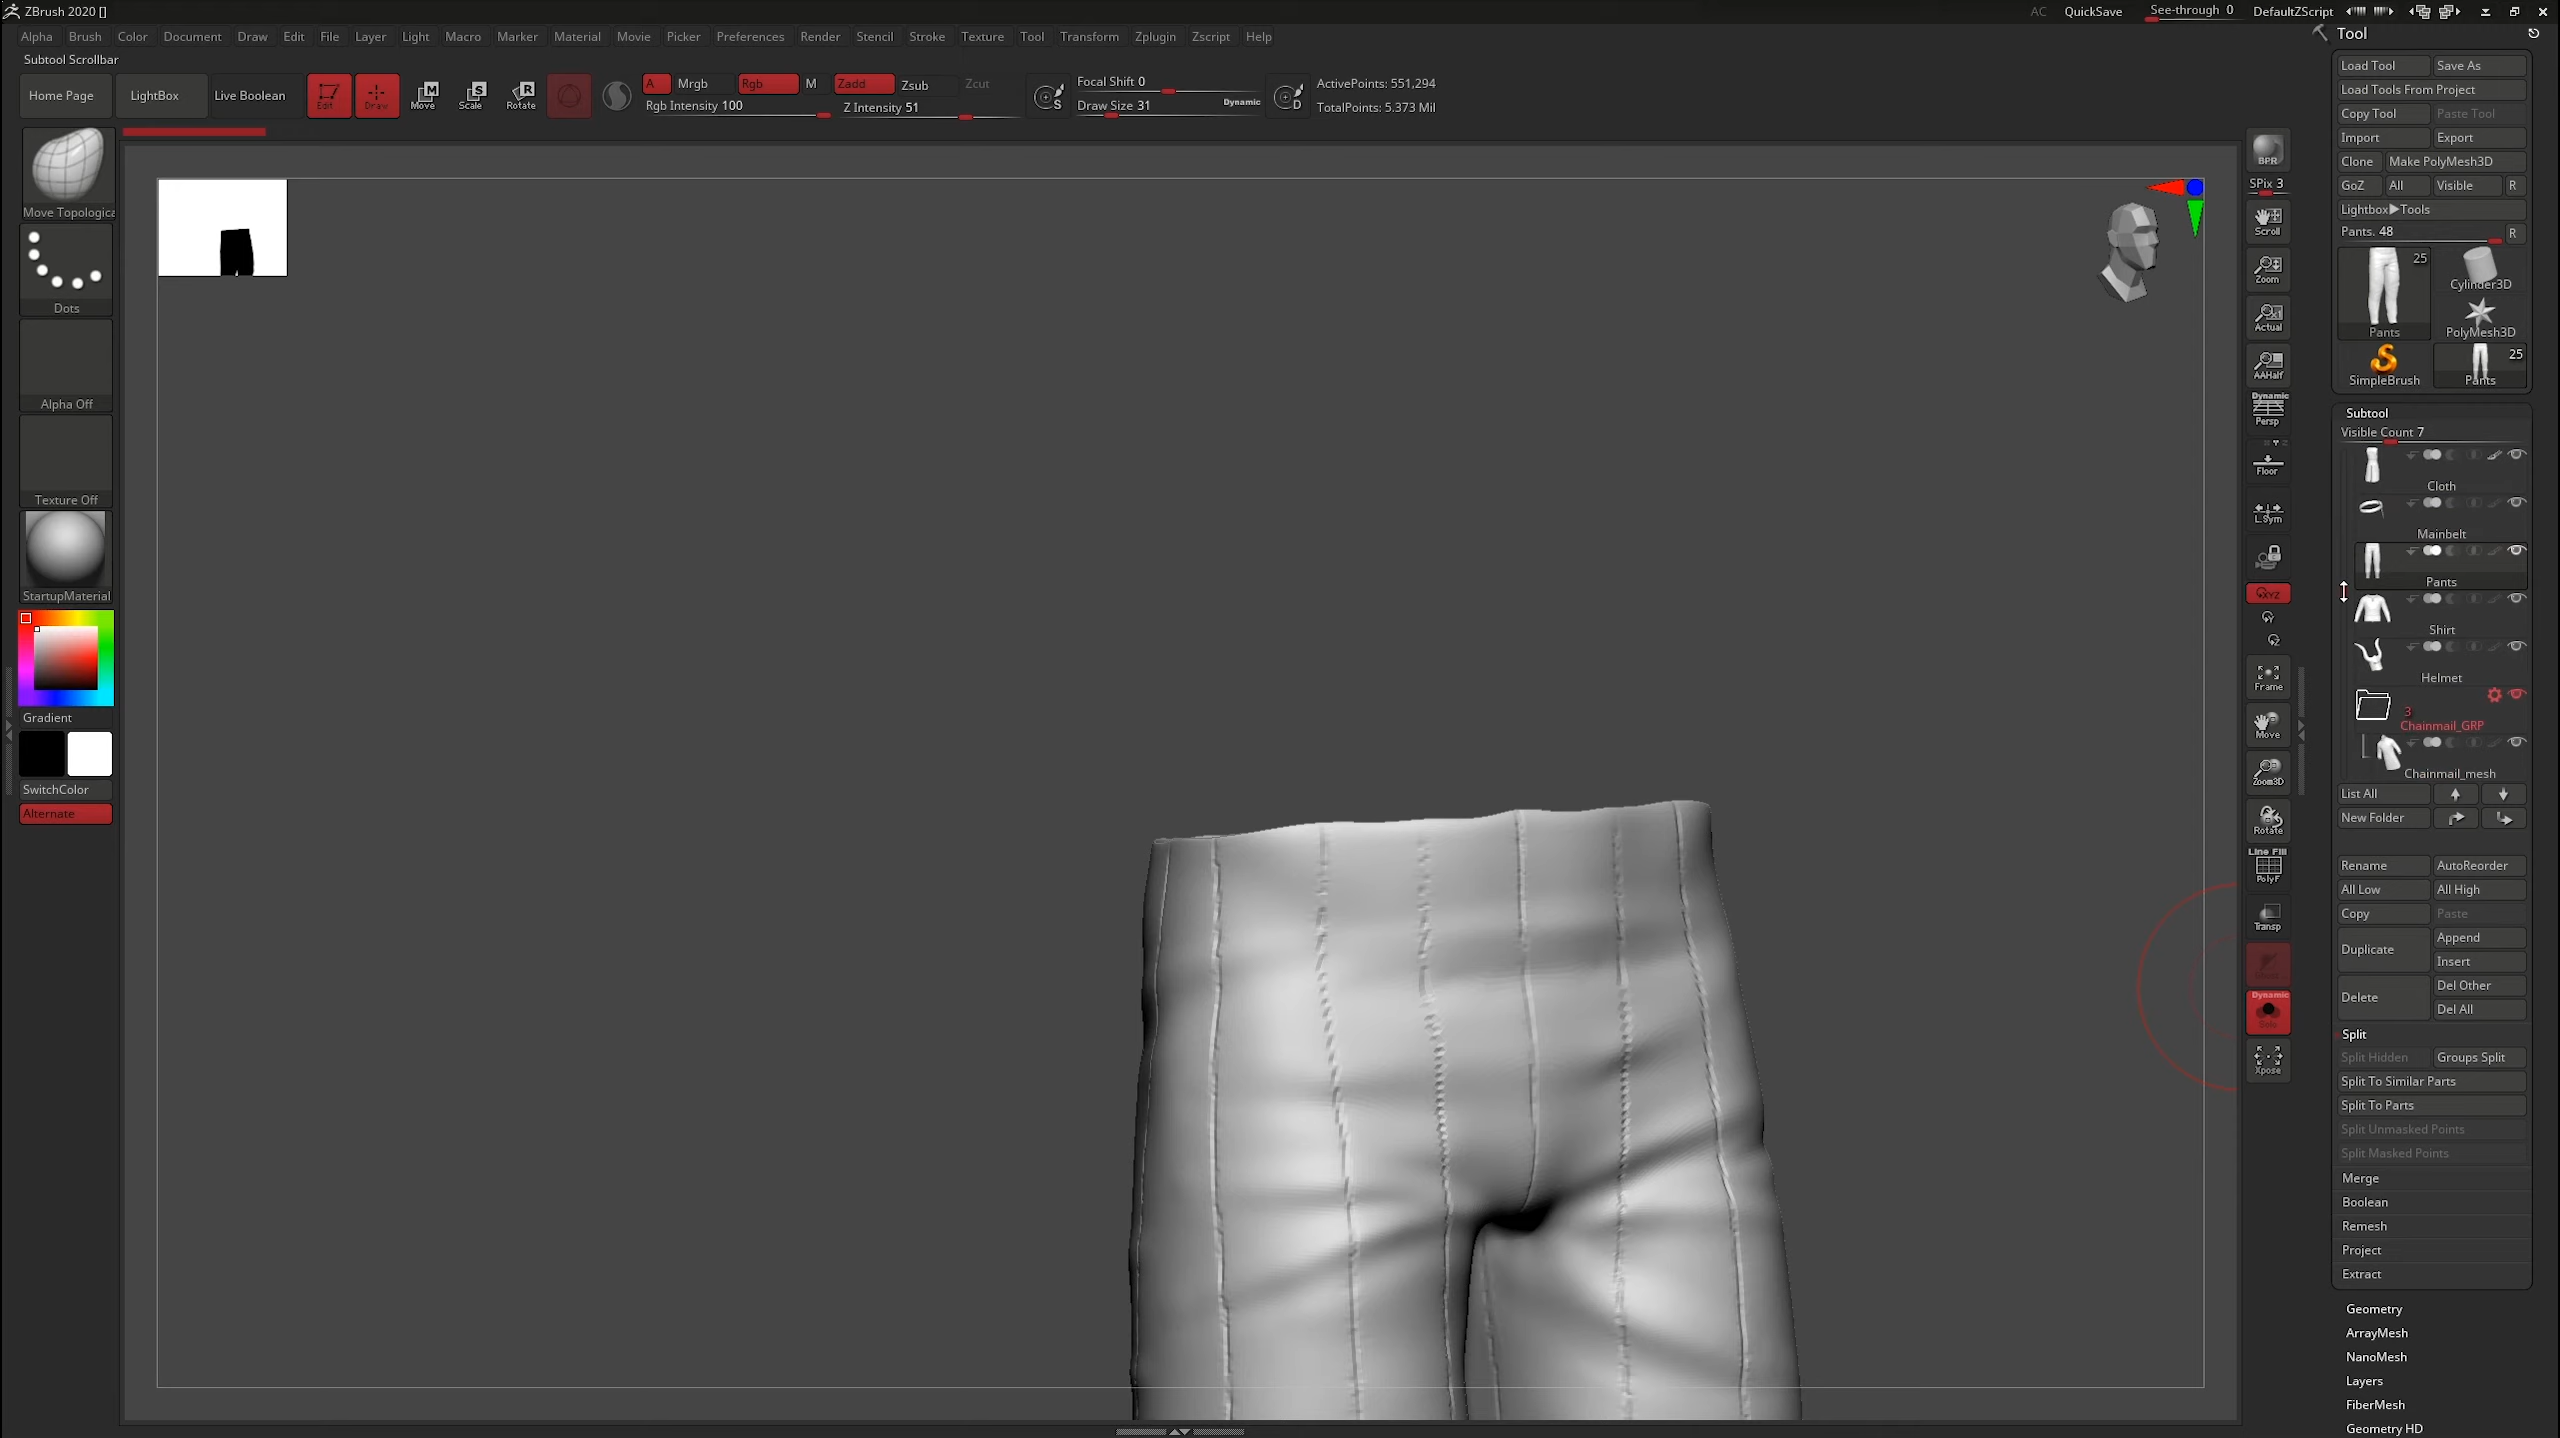 ZBrush 2020 []
AC QuickSave See-through 0 DefaultZScript
Alpha Brush Color Document Draw Edit File Layer Light Macro Marker Material Movie Picker Preferences Render Stencil Stroke Texture Tool Transform Zplugin Zscript Help
Tool
Subtool Scrollbar
Home Page LightBox Live Boolean Edit Draw Move Scale Rotate
M S R
A Mrgb Rgb M Zadd Zsub Zcut
Rgb Intensity 100 Z Intensity 51
S Focal Shift 0
Draw Size 31 Dynamic D
ActivePoints: 551,294
TotalPoints: 5.373 Mil
Move Topologica
Dots
Alpha Off
Texture Off
StartupMaterial
Gradient
SwitchColor
Alternate
BPR
SPix 3
Scroll
Zoom
Actual
AAHalf
Dynamic
Persp
Floor
L.Sym
XYZ
Y
Z
Frame
Move
Zoom3D
Rotate
Line Fill
PolyF
Transp
Dynamic
Solo
Xpose
Load Tool Save As
Load Tools From Project
Copy Tool Paste Tool
Import Export
Clone Make PolyMesh3D
GoZ All Visible R
Lightbox▶Tools
Pants. 48 R
25
Cylinder3D
Pants PolyMesh3D
25
SimpleBrush Pants
Subtool
Visible Count 7
Cloth
Mainbelt
Pants
Shirt
Helmet
3
Chainmail_GRP
Chainmail_mesh
List All
New Folder
Rename AutoReorder
All Low All High
Copy Paste
Duplicate Append
Insert
Delete Del Other
Del All
Split
Split Hidden Groups Split
Split To Similar Parts
Split To Parts
Split Unmasked Points
Split Masked Points
Merge
Boolean
Remesh
Project
Extract
Geometry
ArrayMesh
NanoMesh
Layers
FiberMesh
Geometry HD